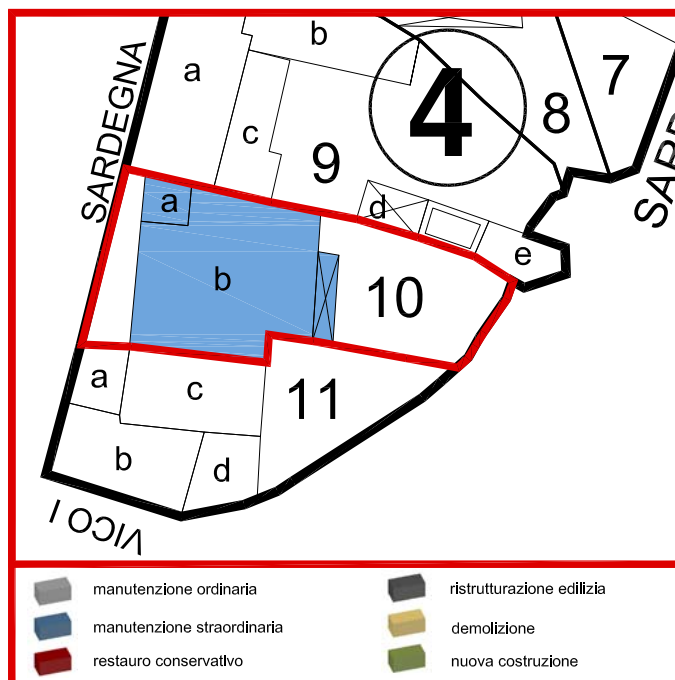 b
a
SARDEGNA
c
4
7
8
9
SARD
a
d
e
b
10
a
c
11
b
d
VICO I
manutenzione ordinaria
ristrutturazione edilizia
manutenzione straordinaria
demolizione
restauro conservativo
nuova costruzione